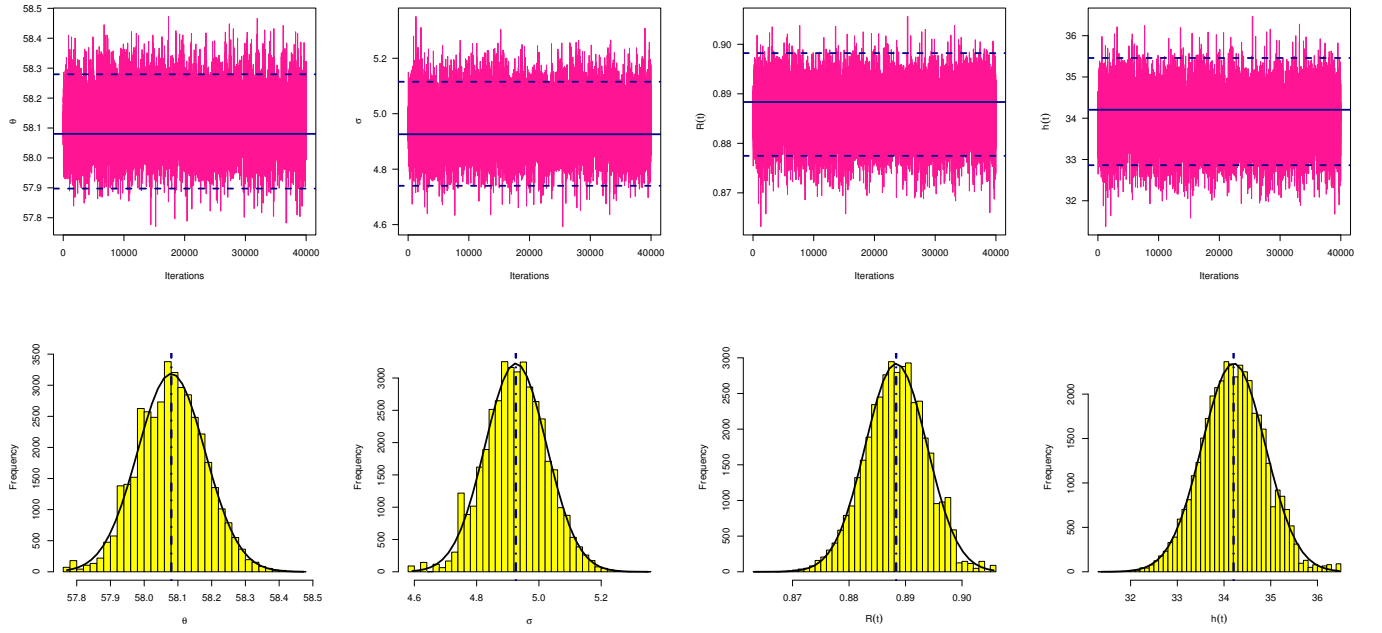 58.5
58.4
58.3
58.2
58.1
58.0
57.9
57.8
θ
0 10000 20000 30000 40000
Iterations
5.2
5.0
4.8
4.6
σ
0 10000 20000 30000 40000
Iterations
0.90
0.89
0.88
0.87
R(t)
0 10000 20000 30000 40000
Iterations
36
35
34
33
32
h(t)
0 10000 20000 30000 40000
Iterations
3500
3000
2500
2000
1500
1000
500
0
Frequency
57.8 57.9 58.0 58.1 58.2 58.3 58.4 58.5
θ
3000
2500
2000
1500
1000
500
0
Frequency
4.6 4.8 5.0 5.2
σ
3000
2500
2000
1500
1000
500
0
Frequency
0.87 0.88 0.89 0.90
R(t)
2000
1500
1000
500
0
Frequency
32 33 34 35 36
h(t)